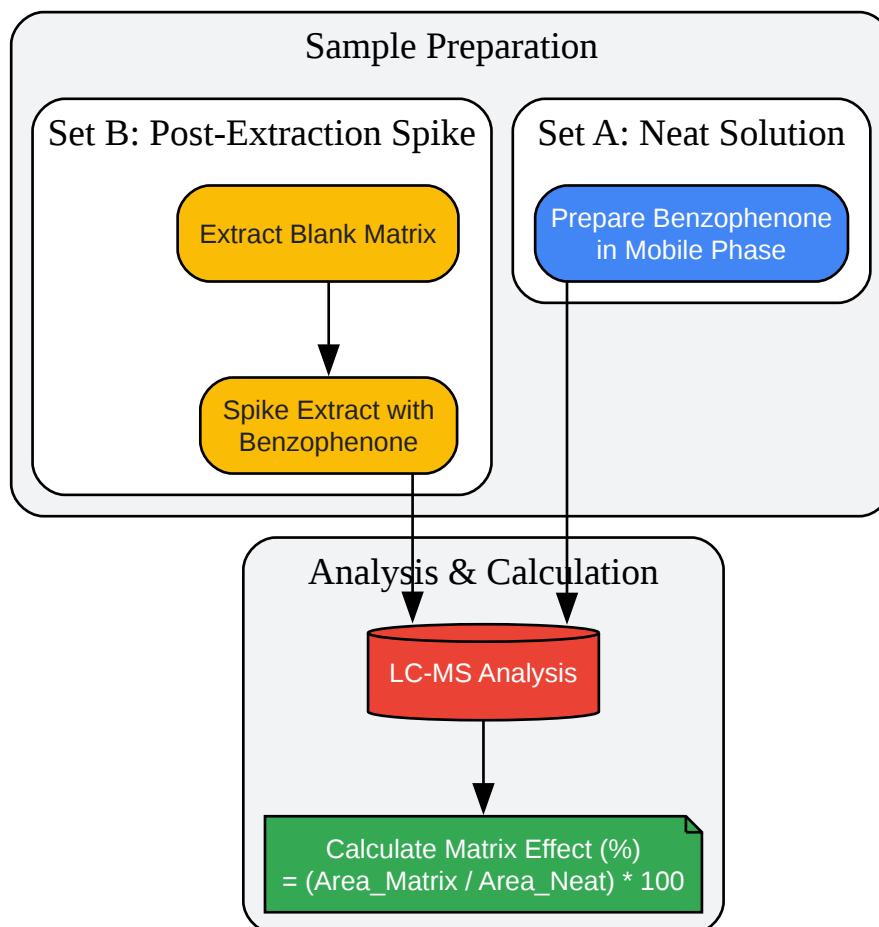 Sample Preparation
Set B: Post-Extraction Spike
Set A: Neat Solution
Extract Blank Matrix
Prepare Benzophenone
in Mobile Phase
Spike Extract with
Benzophenone
Analysis & Calculation
LC-MS Analysis
Calculate Matrix Effect (%)
= (Area_Matrix / Area_Neat) * 100